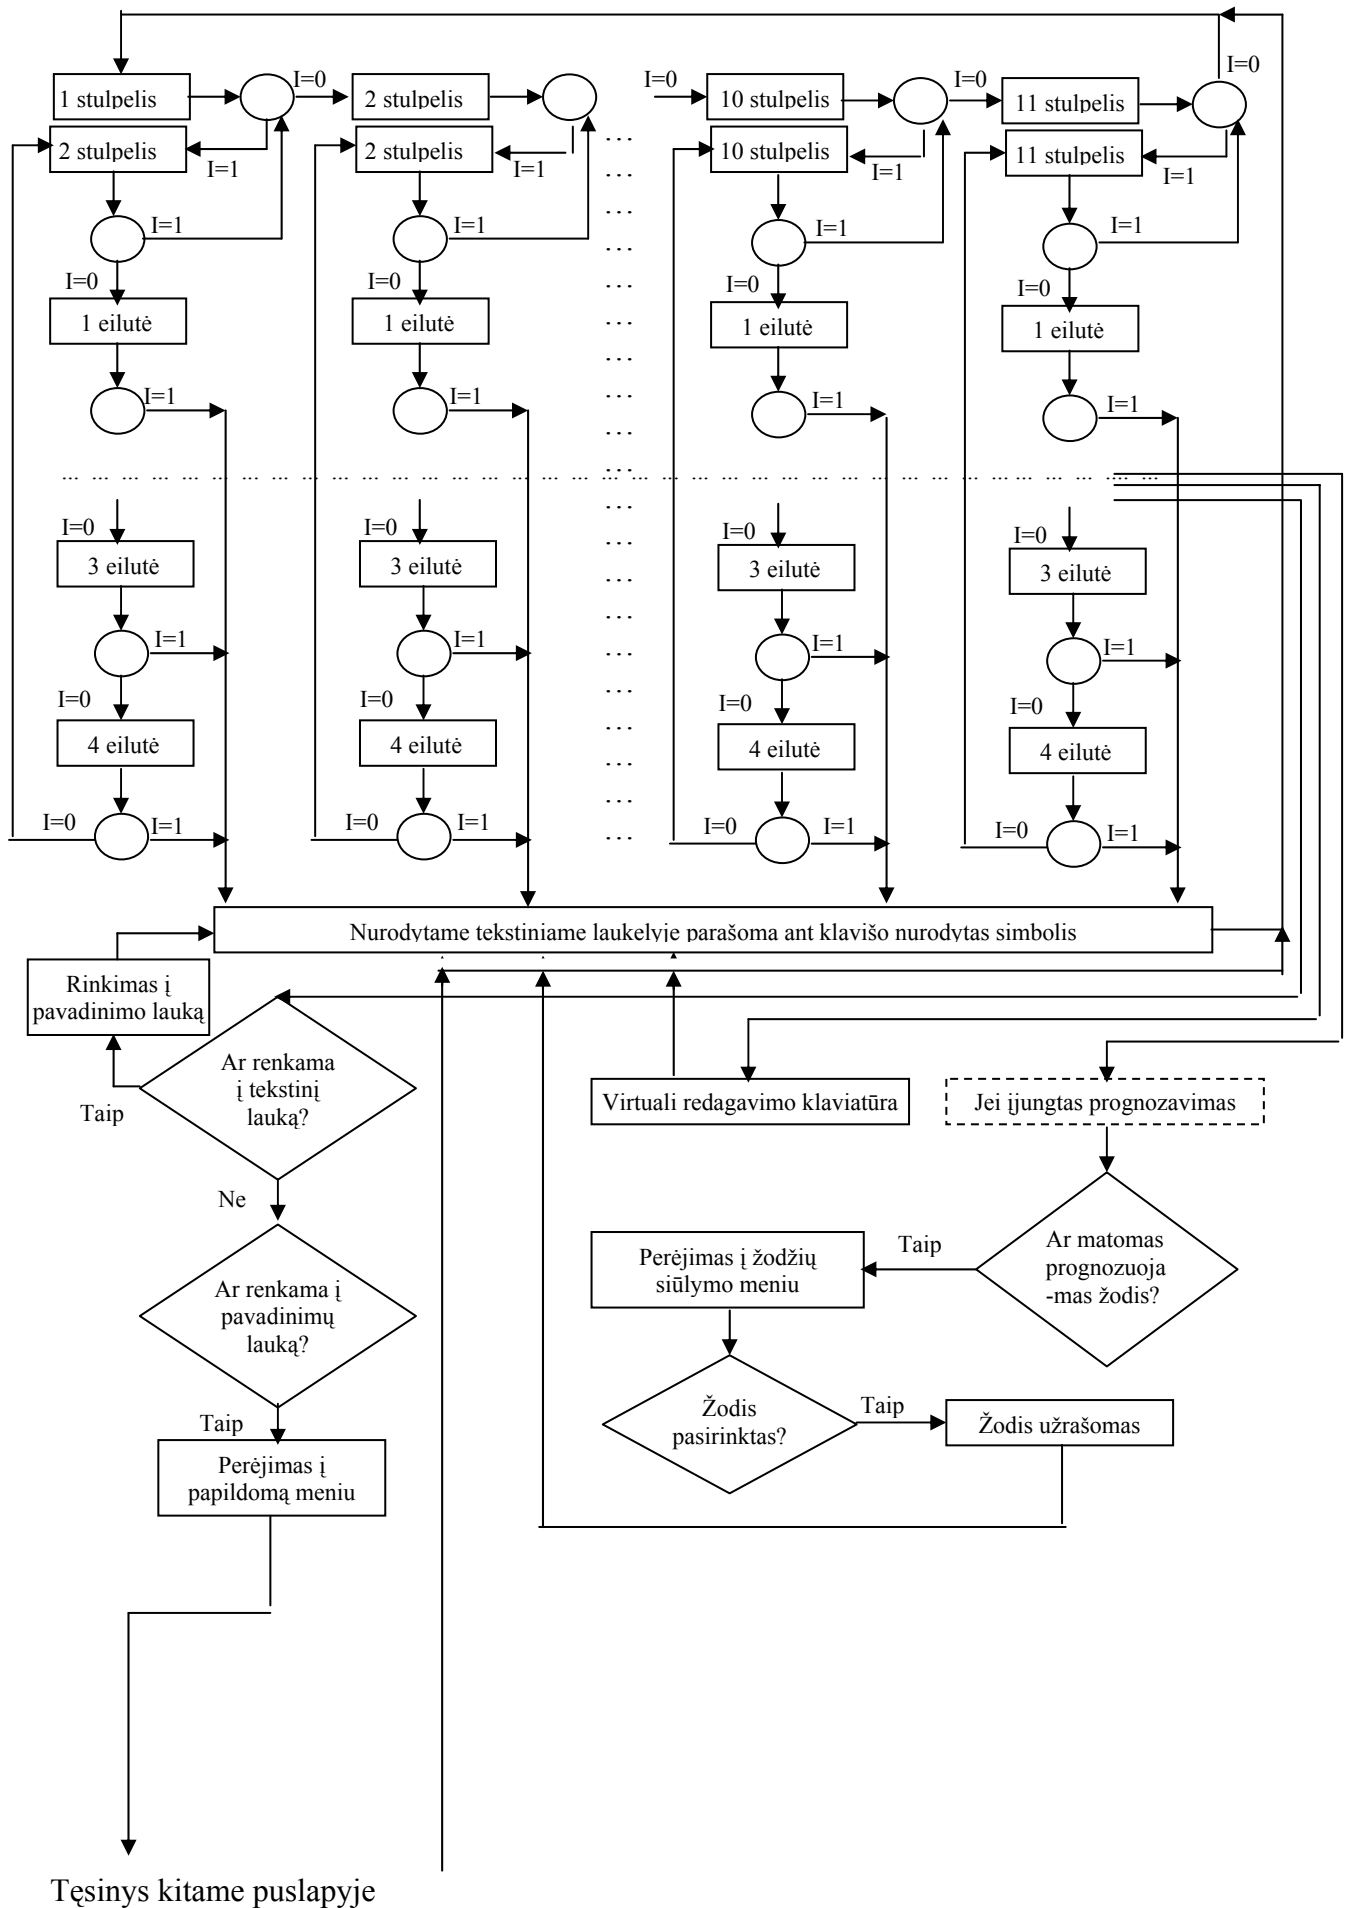 I=0
I=0
I=0
I=0
I=0
1 stulpelis
2 stulpelis
10 stulpelis
11 stulpelis
2 stulpelis
2 stulpelis
10 stulpelis
11 stulpelis
I=1
I=1
I=1
I=1
I=1
I=1
I=1
I=1
I=0
I=0
I=0
I=0
1 eilutė
1 eilutė
1 eilutė
1 eilutė
I=1
I=1
I=1
I=1
I=0
I=0
I=0
I=0
3 eilutė
3 eilutė
3 eilutė
3 eilutė
I=1
I=1
I=1
I=1
I=0
I=0
I=0
I=0
4 eilutė
4 eilutė
4 eilutė
4 eilutė
I=0
I=1
I=0
I=1
I=0
I=1
I=0
I=1
Nurodytame tekstiniame laukelyje parašoma ant klavišo nurodytas simbolis
Rinkimas į
pavadinimo lauką
Ar renkama
į tekstinį
lauką?
Taip
Virtuali redagavimo klaviatūra
Jei įjungtas prognozavimas
Ne
Ar renkama į
pavadinimų
lauką?
Perėjimas į žodžių
siūlymo meniu
Taip
Ar matomas
prognozuoja
-mas žodis?
Taip
Perėjimas į
papildomą meniu
Žodis
pasirinktas?
Taip
Žodis užrašomas
Tęsinys kitame puslapyje